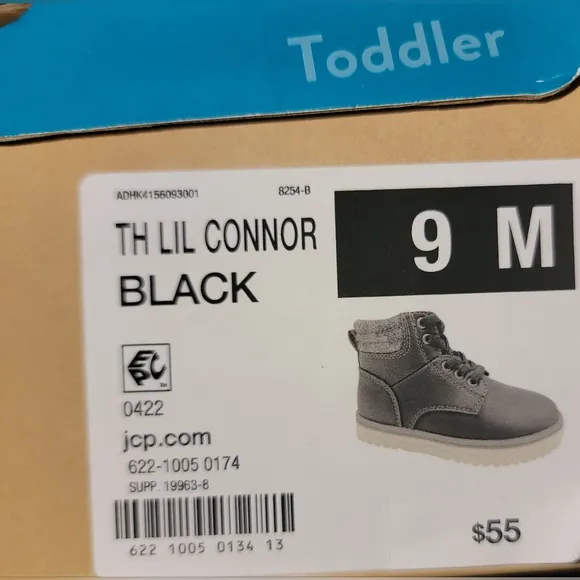 Toddler
ADHK4156093001 8254-B
TH LIL CONNOR
BLACK
9 M
EPC
0422
jcp.com
622-1005 0174
SUPP. 19963-8
622 1005 0134 13
$55